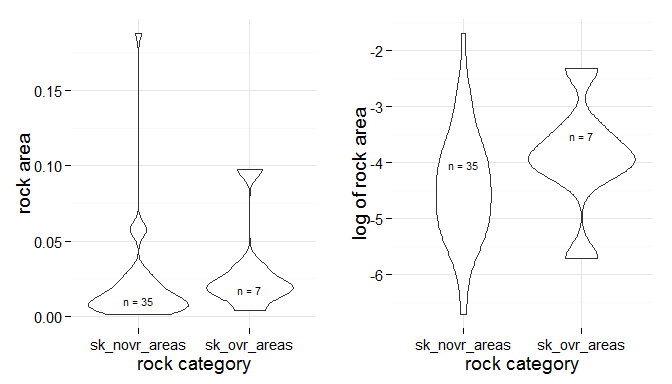 rock area
0.15
0.10
0.05
0.00
n = 35
n = 7
sk_novr_areas sk_ovr_areas
rock category
log of rock area
-2
-3
-4
-5
-6
n = 35
n = 7
sk_novr_areas sk_ovr_areas
rock category